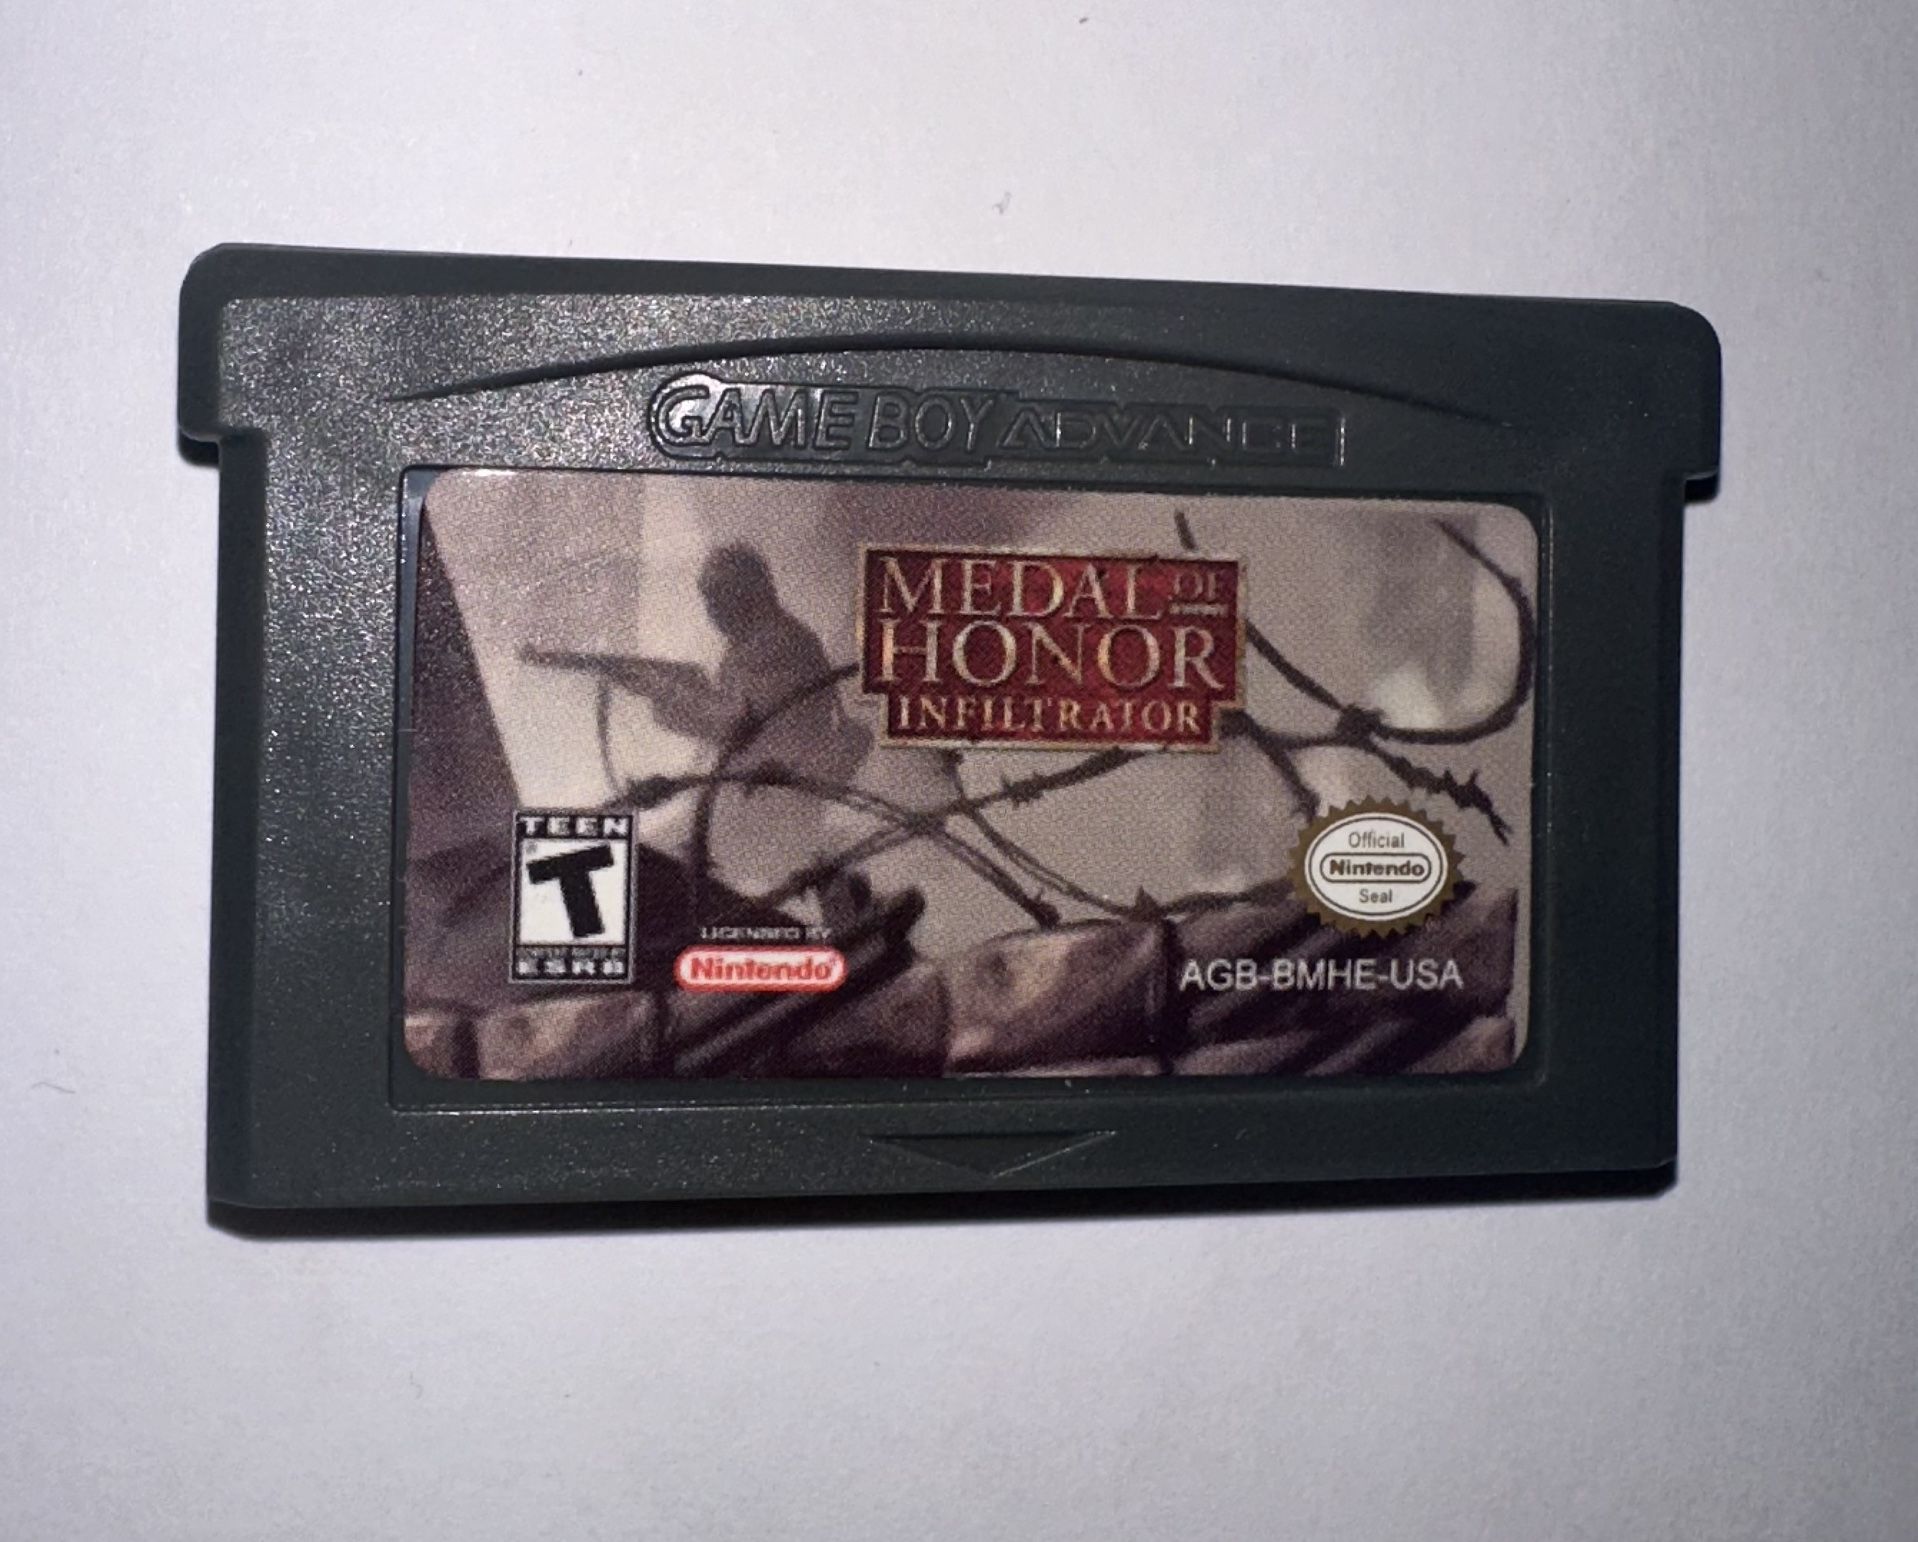 GAME BOY ADVANCE
MEDAL OF
HONOR
INFILTRATOR
TEEN
T
ESRB
LICENSED BY
Nintendo
Official
Nintendo
Seal
AGB-BMHE-USA